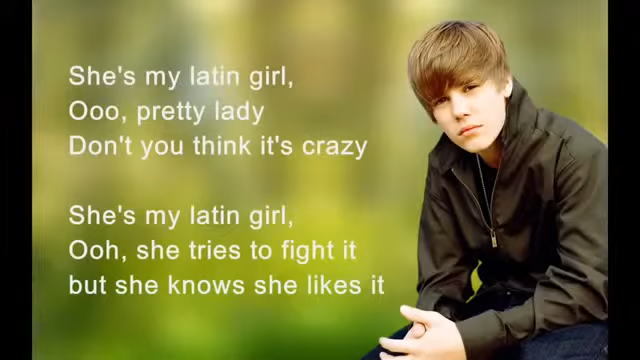 She's my latin girl,
Ooo, pretty lady
Don't you think it's crazy
She's my latin girl,
Ooh, she tries to fight it
but she knows she likes it